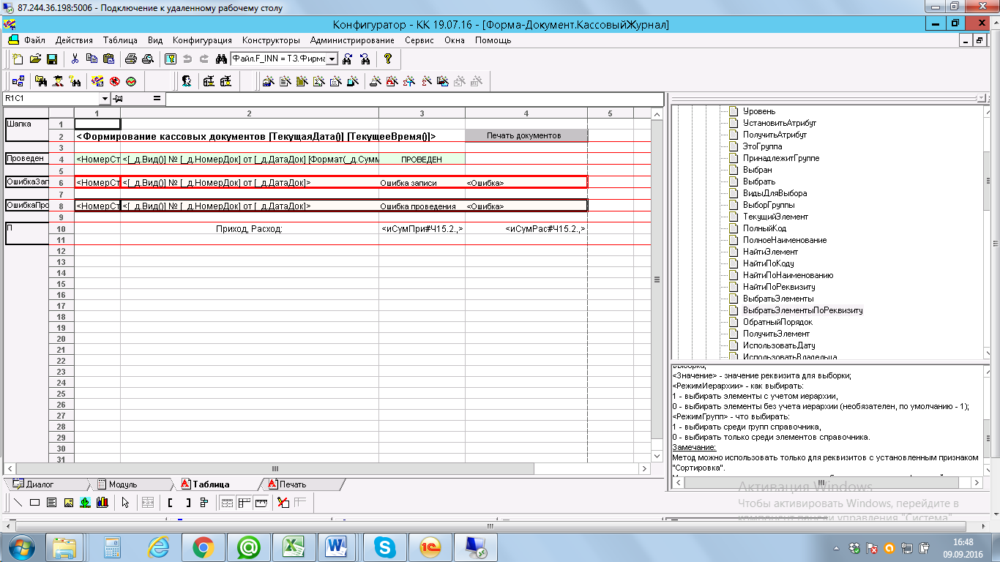 87.244.36.198:5006 - Подключение к удаленному рабочему столу
Конфигуратор - КК 19.07.16 - [Форма-Документ.КассовыйЖурнал]
Файл Действия Таблица Вид Конфигурация Конструкторы Администрирование Сервис Окна Помощь
Файл.F_INN = ТЗ.Фирма
R1C1
1 2 3 4 5
Шапка 1
2 <Формирование кассовых документов [ТекущаяДата()] [ТекущееВремя()]> Печать документов
3
Проведен 4 <НомерСт <[_д.Вид()] № [_д.НомерДок] от [_д.ДатаДок] [Формат(_д.Сумм ПРОВЕДЕН
5
ОшибкаЗап 6 <НомерСт <[_д.Вид()] № [_д.НомерДок] от [_д.ДатаДок]> Ошибка записи <Ошибка>
7
ОшибкаПро 8 <НомерСт <[_д.Вид()] № [_д.НомерДок] от [_д.ДатаДок]> Ошибка проведения <Ошибка>
9
П 10 Приход, Расход: <иСумПри#Ч15.2.,> <иСумРас#Ч15.2.,>
11
12
13
14
15
16
17
18
19
20
21
22
23
24
25
26
27
28
29
30
31
Диалог Модуль Таблица Печать
Уровень
УстановитьАтрибут
ПолучитьАтрибут
ЭтоГруппа
ПринадлежитГруппе
Выбран
Выбрать
ВидыДляВыбора
ВыборГруппы
ТекущийЭлемент
ПолныйКод
ПолноеНаименование
НайтиЭлемент
НайтиПоКоду
НайтиПоНаименованию
НайтиПоРеквизиту
ВыбратьЭлементы
ВыбратьЭлементыПоРеквизиту
ОбратныйПорядок
ПолучитьЭлемент
ИспользоватьДату
ИспользоватьВладельца
выборка;
<Значение> - значение реквизита для выборки;
<РежимИерархии> - как выбирать:
1 - выбирать элементы с учетом иерархии,
0 - выбирать элементы без учета иерархии (необязателен, по умолчанию - 1);
<РежимГрупп> - что выбирать:
1 - выбирать среди групп справочника,
0 - выбирать только среди элементов справочника.
Замечание:
Метод можно использовать только для реквизитов с установленным признаком
"Сортировка".
Активация Windows
Чтобы активировать Windows, перейдите в
компонент панели управления "Система".
16:48
09.09.2016